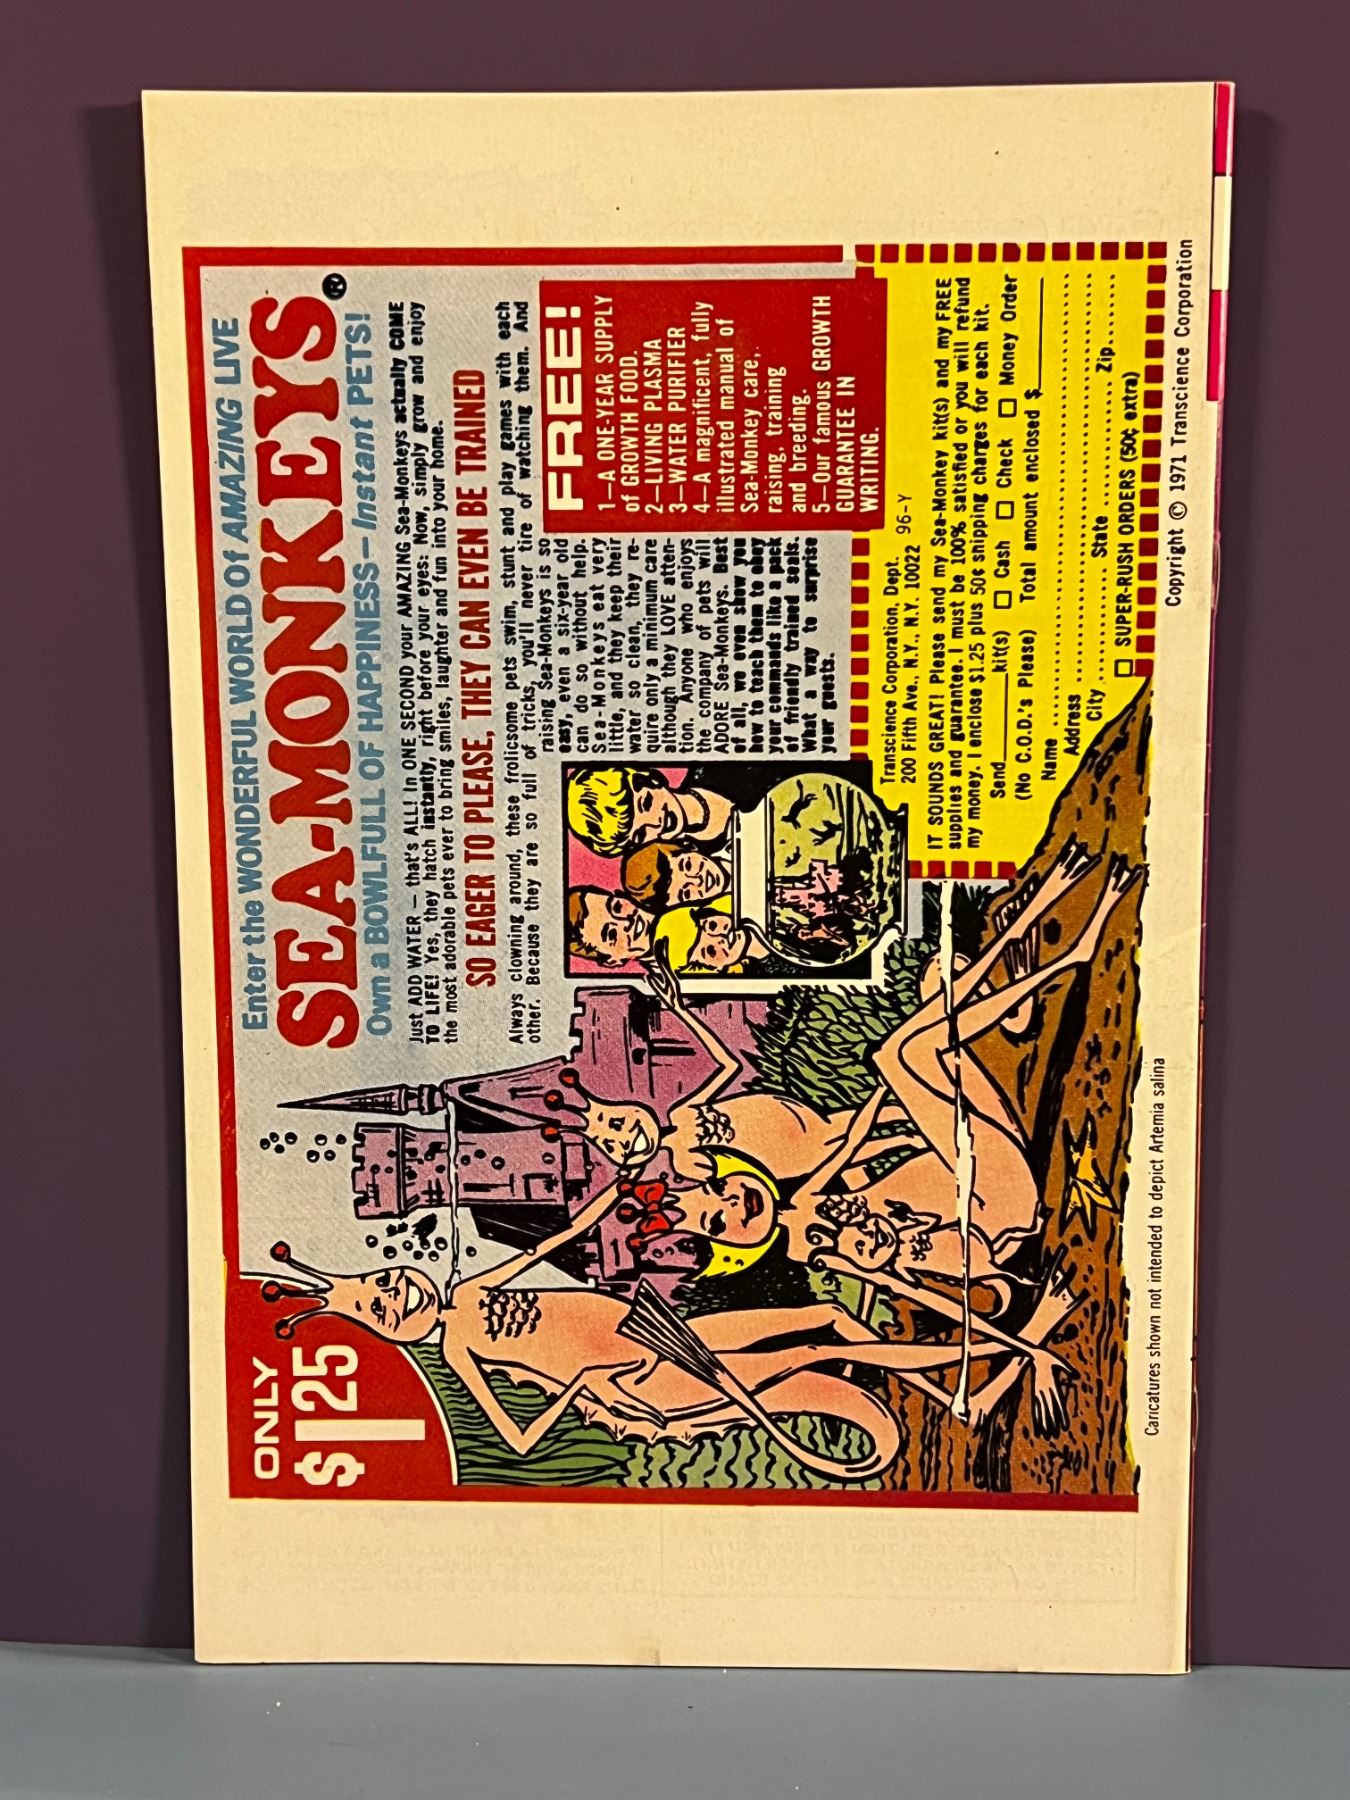 Enter the WONDERFUL WORLD Of AMAZING LIVE
SEA-MONKEYS®
Own a BOWLFULL OF HAPPINESS—Instant PETS!
ONLY
$1.25
Just ADD WATER — that's ALL! In ONE SECOND your AMAZING Sea-Monkeys actually COME
TO LIFE! Yes, they hatch instantly, right before your eyes: Now, simply grow and enjoy
the most adorable pets ever to bring smiles, laughter and fun into your home.
SO EAGER TO PLEASE, THEY CAN EVEN BE TRAINED
Always clowning around, these frolicsome pets swim, stunt and play games with each
other. Because they are so full of tricks, you'll never tire of watching them. And
raising Sea-Monkeys is so
easy, even a six-year old
can do so without help.
Sea-Monkeys eat very
little, and they keep their
water so clean, they re-
quire only a minimum care
although they LOVE atten-
tion. Anyone who enjoys
the company of pets will
ADORE Sea-Monkeys. Best
of all, we even show you
how to teach them to obey
your commands like a pack
of friendly trained seals.
What a way to surprise
your guests.
FREE!
1—A ONE-YEAR SUPPLY
of GROWTH FOOD.
2—LIVING PLASMA
3—WATER PURIFIER
4—A magnificent, fully
illustrated manual of
Sea-Monkey care,
raising, training
and breeding.
5—Our famous GROWTH
GUARANTEE IN
WRITING.
Transcience Corporation, Dept.
200 Fifth Ave., N.Y., N.Y. 10022 96-Y
IT SOUNDS GREAT! Please send my Sea-Monkey kit(s) and my FREE
supplies and guarantee. I must be 100% satisfied or you will refund
my money. I enclose $1.25 plus 50¢ shipping charges for each kit.
Send kit(s) Cash Check Money Order
(No C.O.D.'s Please) Total amount enclosed $
Name
Address
City State Zip
SUPER-RUSH ORDERS (50¢ extra)
Caricatures shown not intended to depict Artemia salina
Copyright © 1971 Transcience Corporation